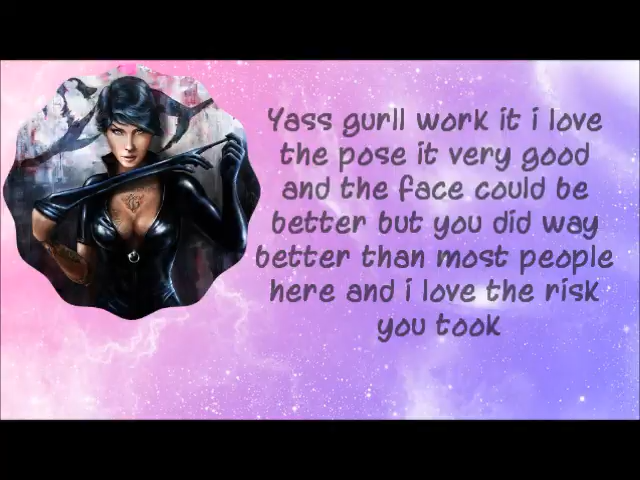 Yass gurll work it i love
the pose it very good
and the face could be
better but you did way
better than most people
here and i love the risk
you took